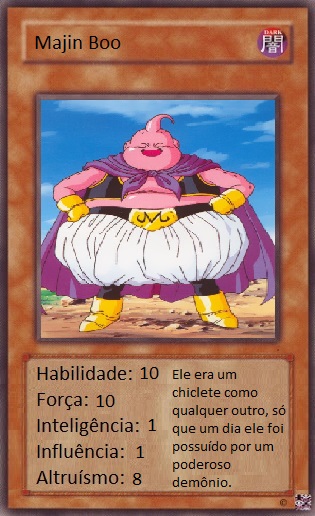 Majin Boo
DARK
闇
Habilidade: 10
Força: 10
Inteligência: 1
Influência: 1
Altruísmo: 8
Ele era um
chiclete como
qualquer outro, só
que um dia ele foi
possuído por um
poderoso
demônio.
©